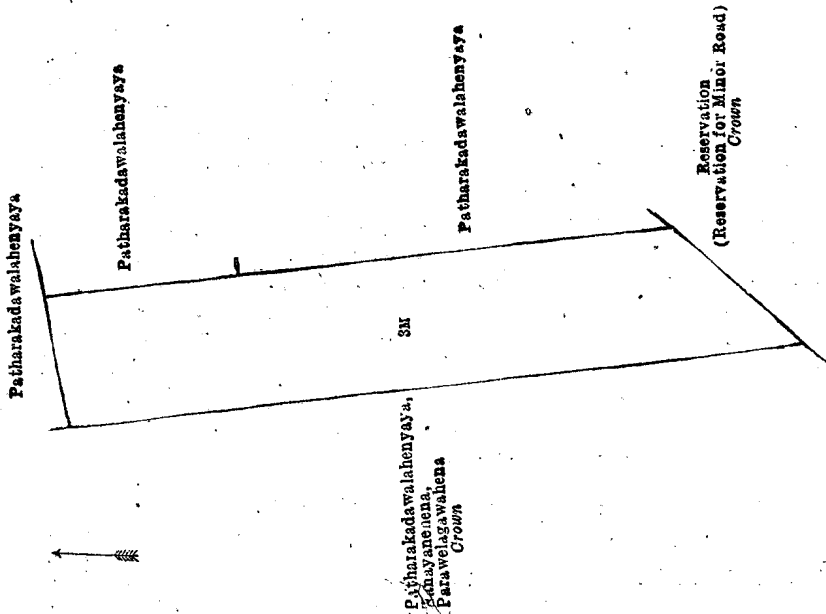 Patharakadawalahenyaya
Patharakadawalahenyaya
Patharakadawalahenyaya
3M
Reservation
(Reservation for Minor Road)
Crown
Patharakadawalahenyaya,
Parawelagawahena
Crown